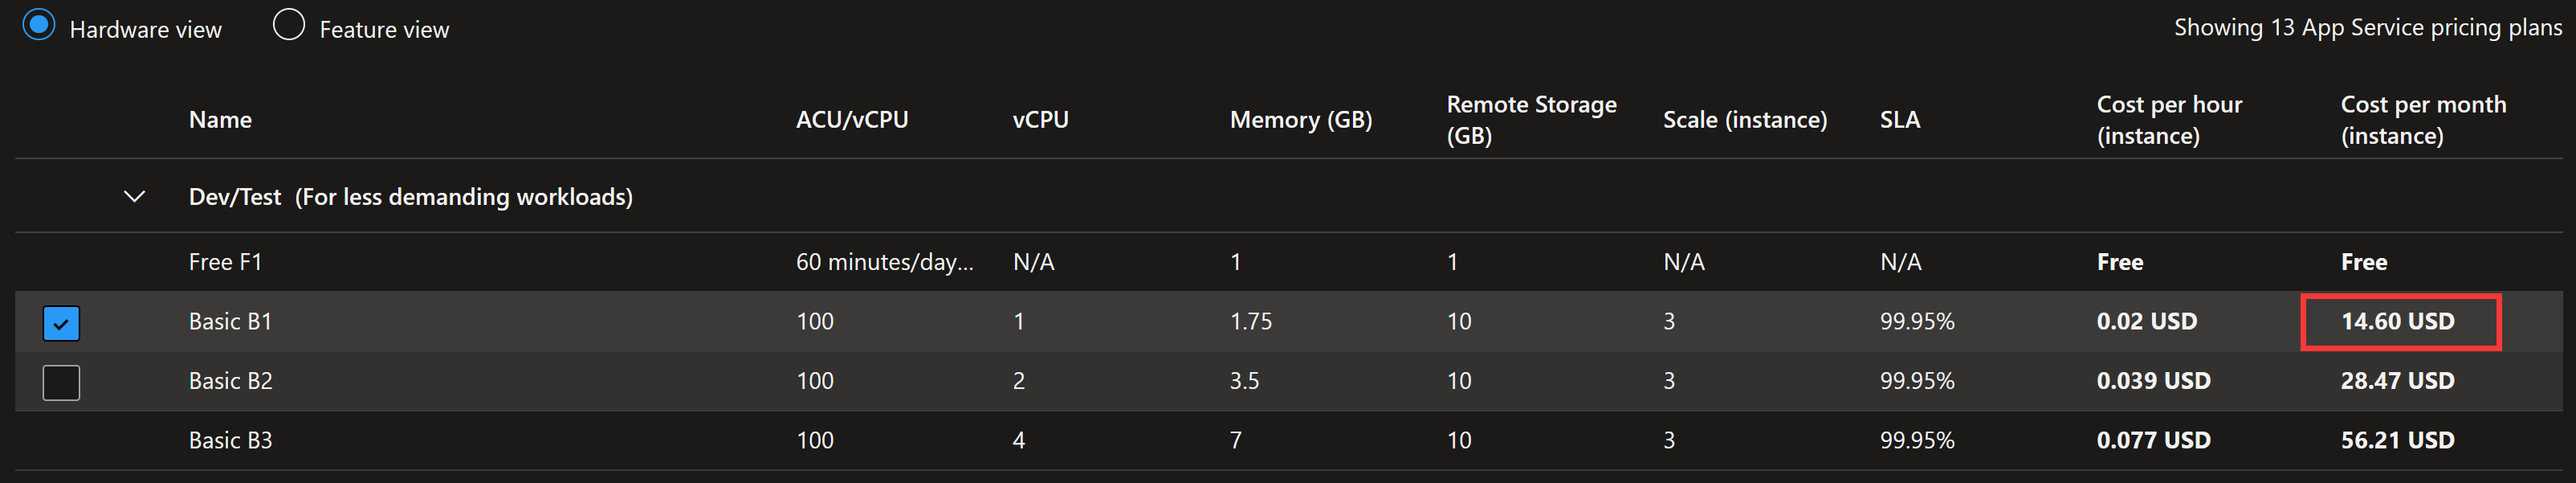 Hardware view Feature view Showing 13 App Service pricing plans
Name ACU/vCPU vCPU Memory (GB) Remote Storage (GB) Scale (instance) SLA Cost per hour (instance) Cost per month (instance)
Dev/Test (For less demanding workloads)
Free F1 60 minutes/day... N/A 1 1 N/A N/A Free Free
Basic B1 100 1 1.75 10 3 99.95% 0.02 USD 14.60 USD
Basic B2 100 2 3.5 10 3 99.95% 0.039 USD 28.47 USD
Basic B3 100 4 7 10 3 99.95% 0.077 USD 56.21 USD